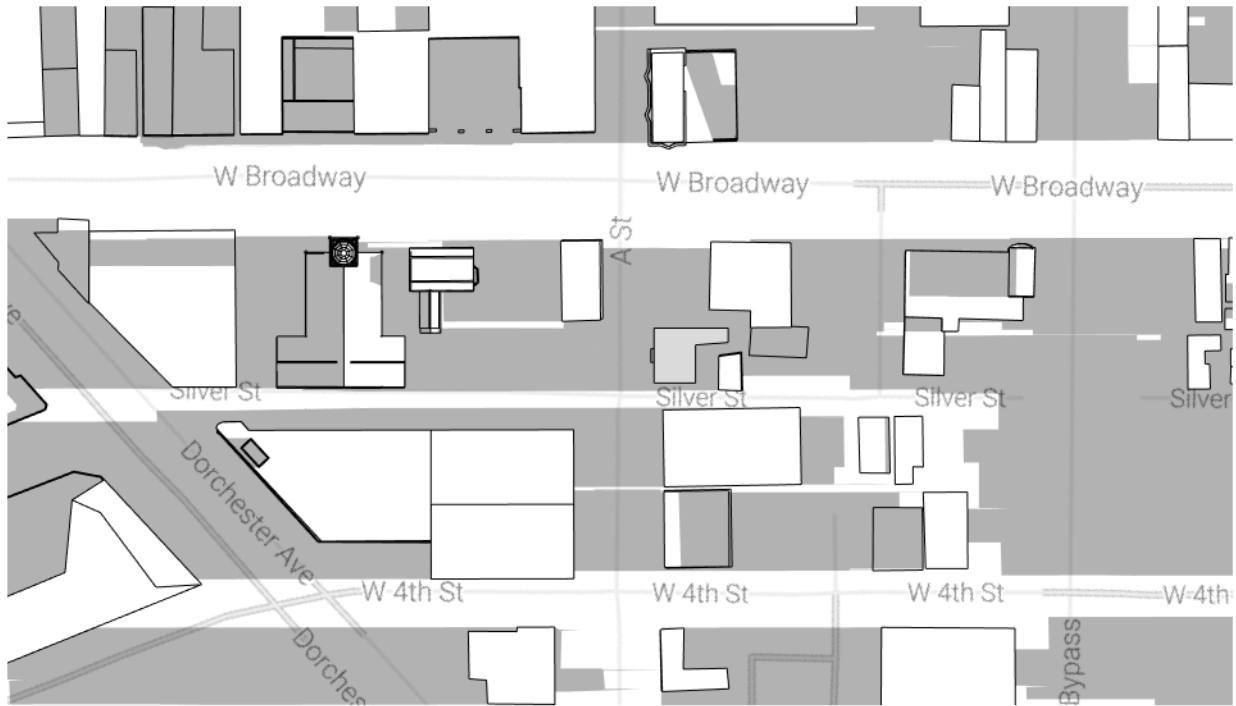 W Broadway
W Broadway
W Broadway
A St
Silver St
Silver St
Silver St
Silver
Dorchester Ave
W 4th St
W 4th St
W 4th St
W 4th
Dorches
Bypass